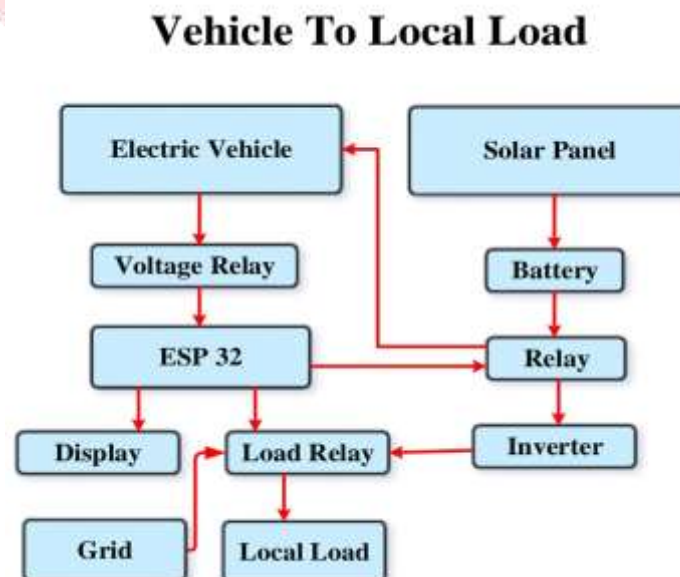 Vehicle To Local Load
Electric Vehicle
Solar Panel
Voltage Relay
Battery
ESP 32
Relay
Display
Load Relay
Inverter
Grid
Local Load